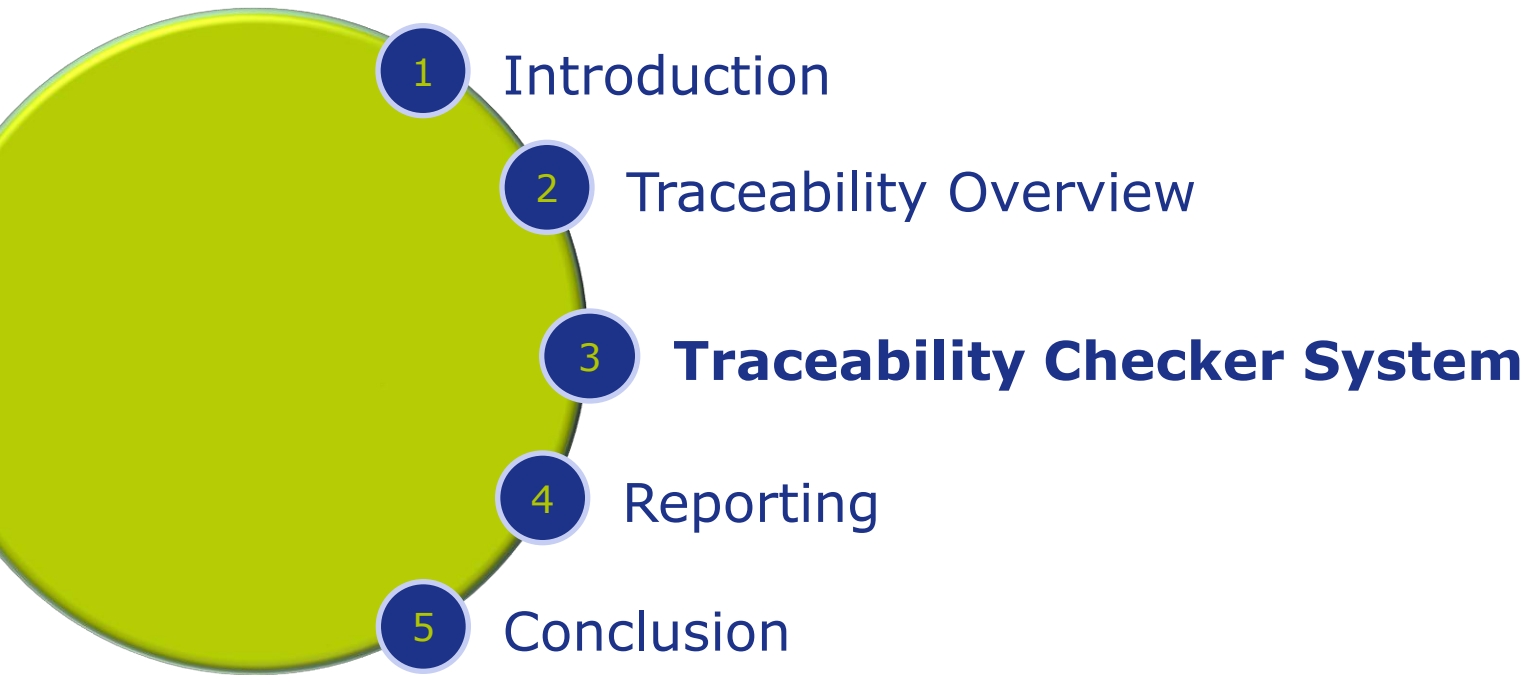 1 Introduction
2 Traceability Overview
3 Traceability Checker System
4 Reporting
5 Conclusion